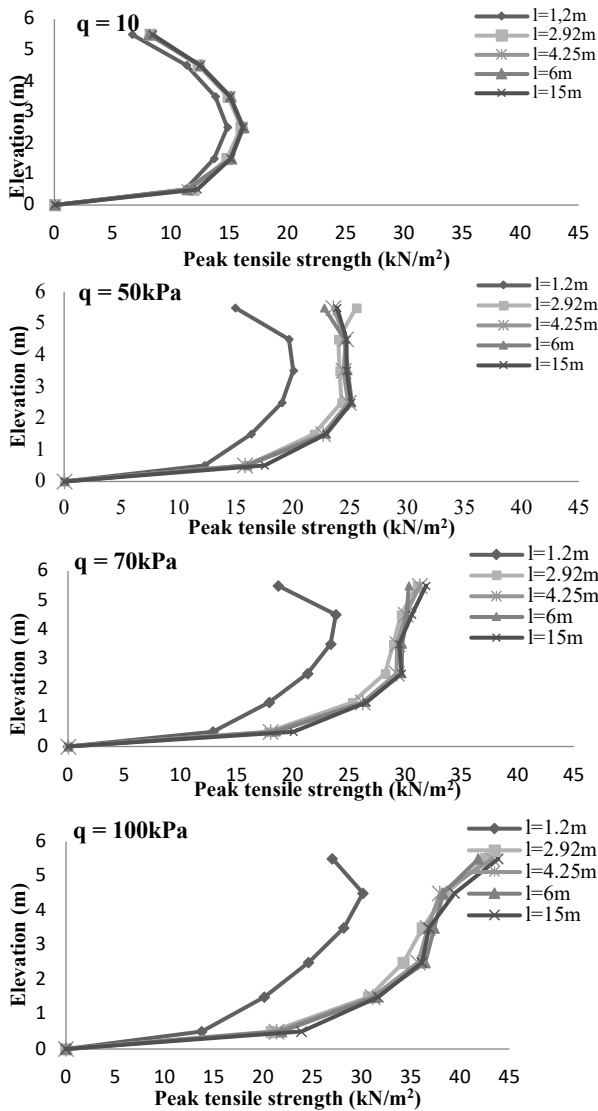 q = 10
l=1,2m
l=2.92m
l=4.25m
l=6m
l=15m
Elevation (m)
6
5
4
3
2
1
0
0 5 10 15 20 25 30 35 40 45
Peak tensile strength (kN/m²)
q = 50kPa
l=1.2m
l=2.92m
l=4.25m
l=6m
l=15m
Elevation (m)
6
5
4
3
2
1
0
0 5 10 15 20 25 30 35 40 45
Peak tensile strength (kN/m²)
q = 70kPa
l=1.2m
l=2.92m
l=4.25m
l=6m
l=15m
Elevation (m)
6
5
4
3
2
1
0
0 5 10 15 20 25 30 35 40 45
Peak tensile strength (kN/m²)
q = 100kPa
l=1.2m
l=2.92m
l=4.25m
l=6m
l=15m
Elevation (m)
6
5
4
3
2
1
0
0 5 10 15 20 25 30 35 40 45
Peak tensile strength (kN/m²)